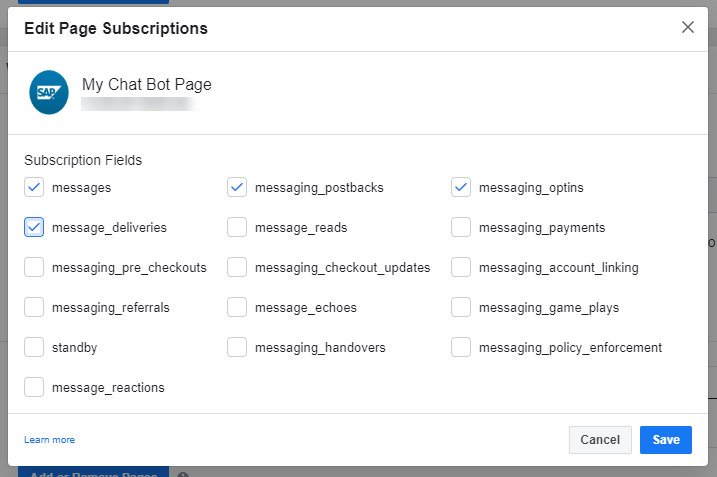 Edit Page Subscriptions
SAP
My Chat Bot Page
Subscription Fields
messages messaging_postbacks messaging_optins
message_deliveries message_reads messaging_payments
messaging_pre_checkouts messaging_checkout_updates messaging_account_linking
messaging_referrals message_echoes messaging_game_plays
standby messaging_handovers messaging_policy_enforcement
message_reactions
Learn more Cancel Save
Add or Remove Pages